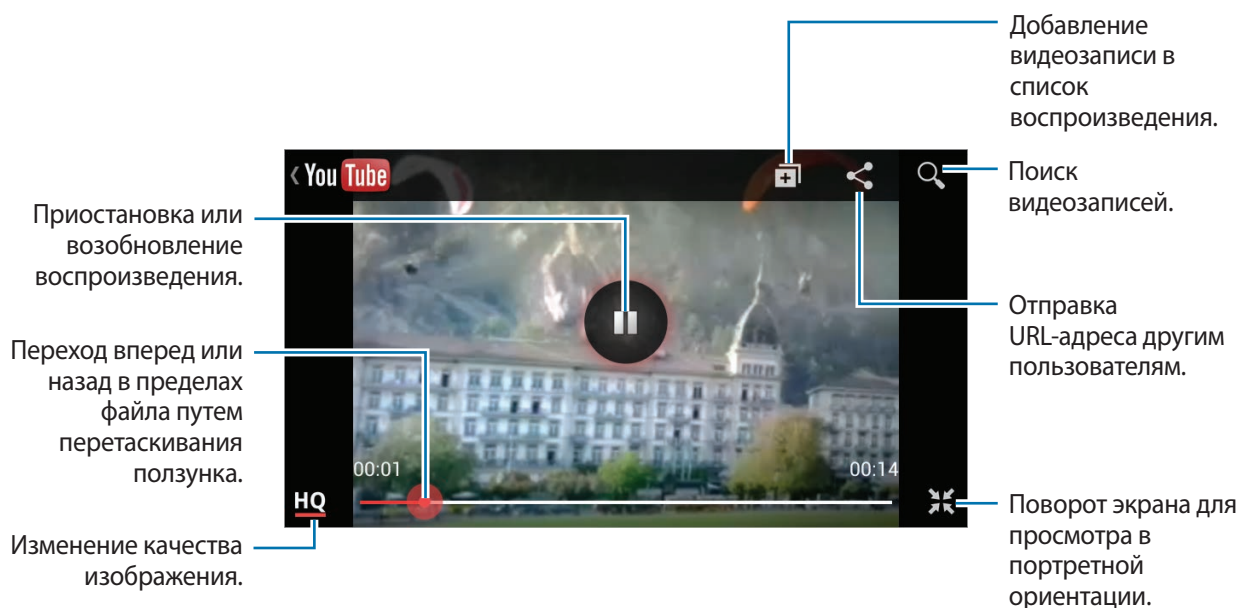 Добавление
видеозаписи в
список
воспроизведения.
You Tube
Поиск
видеозаписей.
Приостановка или
возобновление
воспроизведения.
Отправка
URL-адреса другим
пользователям.
Переход вперед или
назад в пределах
файла путем
перетаскивания
ползунка.
00:01
00:14
HQ
Поворот экрана для
просмотра в
портретной
ориентации.
Изменение качества
изображения.